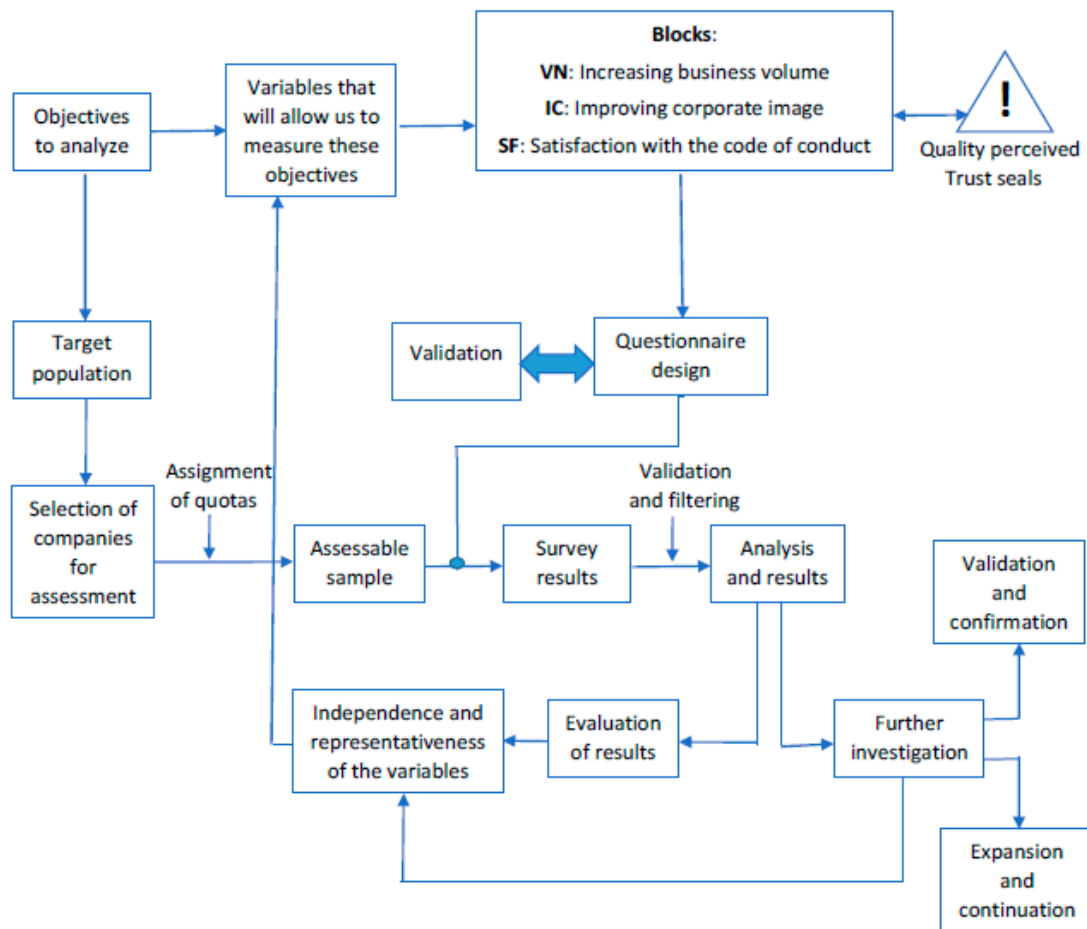 Objectives
to analyze
Variables that
will allow us to
measure these
objectives
Blocks:
VN: Increasing business volume
IC: Improving corporate image
SF: Satisfaction with the code of conduct
!
Quality perceived
Trust seals
Target
population
Validation
Questionnaire
design
Selection of
companies
for
assessment
Assignment
of quotas
Assessable
sample
Survey
results
Validation
and filtering
Analysis
and results
Validation
and
confirmation
Independence and
representativeness
of the variables
Evaluation
of results
Further
investigation
Expansion
and
continuation